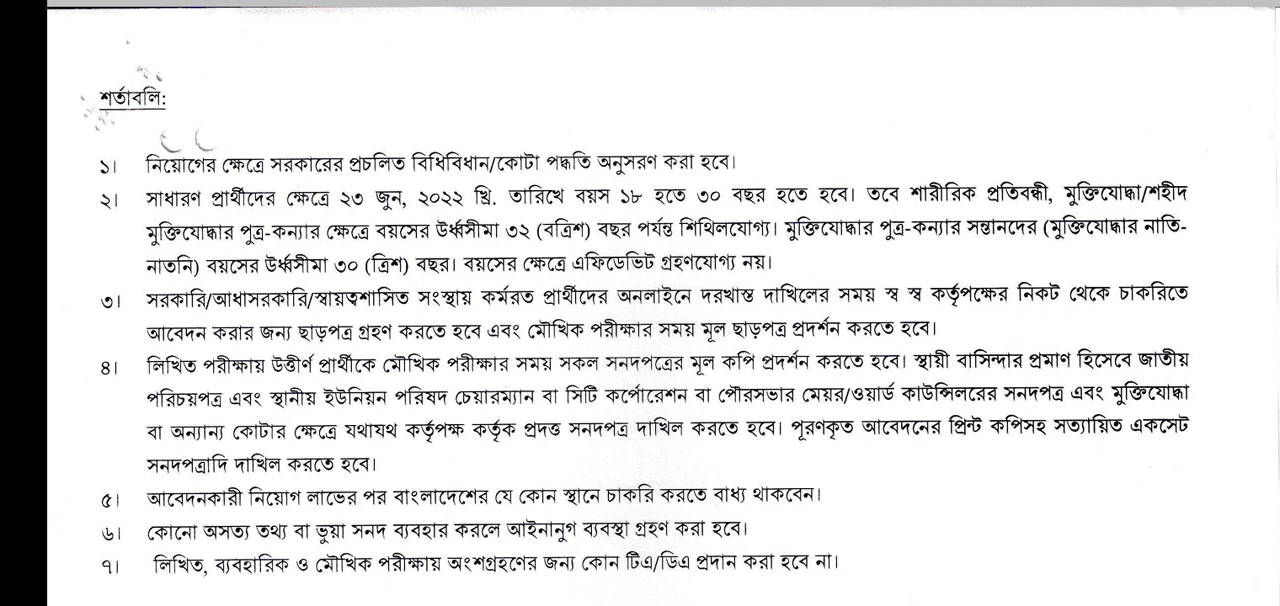 শর্তাবলি:
১। নিয়োগের ক্ষেত্রে সরকারের প্রচলিত বিধিবিধান/কোটা পদ্ধতি অনুসরণ করা হবে।
২। সাধারণ প্রার্থীদের ক্ষেত্রে ২৩ জুন, ২০২২ খ্রি. তারিখে বয়স ১৮ হতে ৩০ বছর হতে হবে। তবে শারীরিক প্রতিবন্ধী, মুক্তিযোদ্ধা/শহীদ
মুক্তিযোদ্ধার পুত্র-কন্যার ক্ষেত্রে বয়সের উর্ধ্বসীমা ৩২ (বত্রিশ) বছর পর্যন্ত শিথিলযোগ্য। মুক্তিযোদ্ধার পুত্র-কন্যার সন্তানদের (মুক্তিযোদ্ধার নাতি-
নাতনি) বয়সের উর্ধ্বসীমা ৩০ (ত্রিশ) বছর। বয়সের ক্ষেত্রে এফিডেভিট গ্রহণযোগ্য নয়।
৩। সরকারি/আধাসরকারি/স্বায়ত্বশাসিত সংস্থায় কর্মরত প্রার্থীদের অনলাইনে দরখাস্ত দাখিলের সময় স্ব স্ব কর্তৃপক্ষের নিকট থেকে চাকরিতে
আবেদন করার জন্য ছাড়পত্র গ্রহণ করতে হবে এবং মৌখিক পরীক্ষার সময় মূল ছাড়পত্র প্রদর্শন করতে হবে।
৪। লিখিত পরীক্ষায় উত্তীর্ণ প্রার্থীকে মৌখিক পরীক্ষার সময় সকল সনদপত্রের মূল কপি প্রদর্শন করতে হবে। স্থায়ী বাসিন্দার প্রমাণ হিসেবে জাতীয়
পরিচয়পত্র এবং স্থানীয় ইউনিয়ন পরিষদ চেয়ারম্যান বা সিটি কর্পোরেশন বা পৌরসভার মেয়র/ওয়ার্ড কাউন্সিলরের সনদপত্র এবং মুক্তিযোদ্ধা
বা অন্যান্য কোটার ক্ষেত্রে যথাযথ কর্তৃপক্ষ কর্তৃক প্রদত্ত সনদপত্র দাখিল করতে হবে। পূরণকৃত আবেদনের প্রিন্ট কপিসহ সত্যায়িত একসেট
সনদপত্রাদি দাখিল করতে হবে।
৫। আবেদনকারী নিয়োগ লাভের পর বাংলাদেশের যে কোন স্থানে চাকরি করতে বাধ্য থাকবেন।
৬। কোনো অসত্য তথ্য বা ভুয়া সনদ ব্যবহার করলে আইনানুগ ব্যবস্থা গ্রহণ করা হবে।
৭। লিখিত, ব্যবহারিক ও মৌখিক পরীক্ষায় অংশগ্রহণের জন্য কোন টিএ/ডিএ প্রদান করা হবে না।